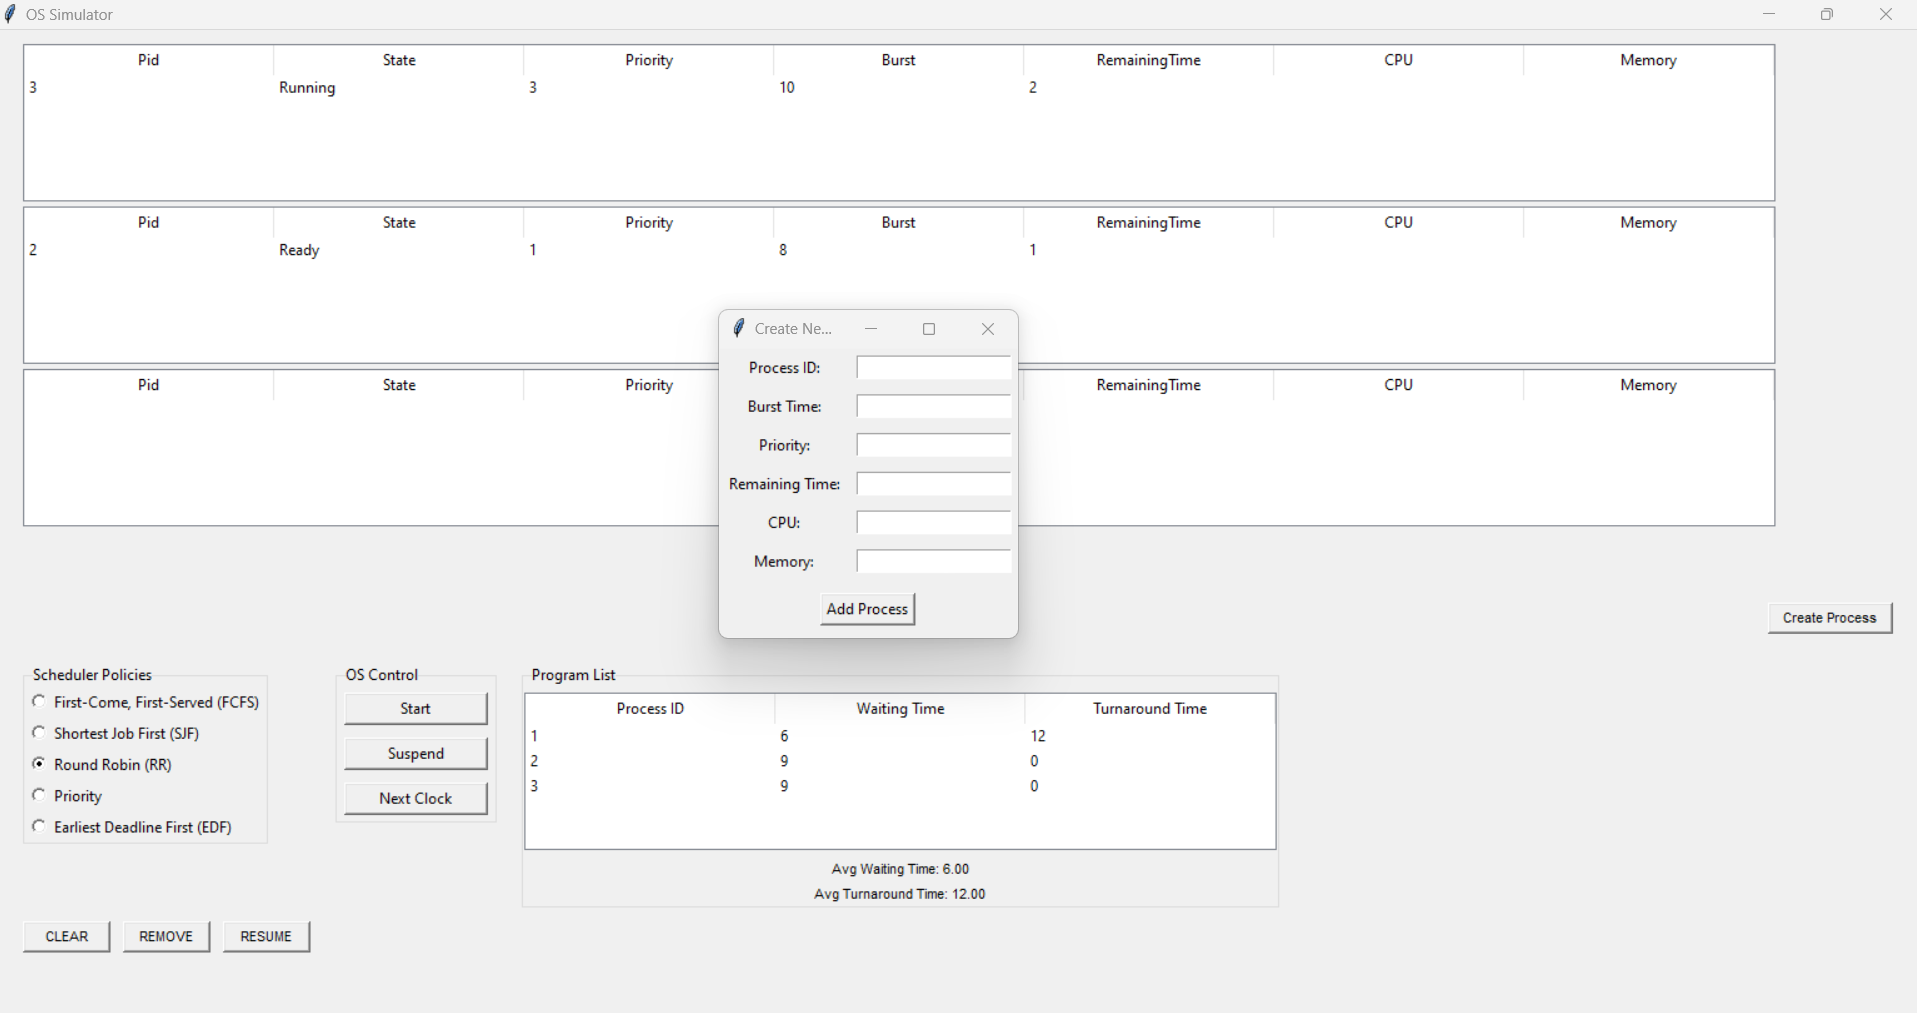 OS Simulator
Pid State Priority Burst RemainingTime CPU Memory
3 Running 3 10 2
Pid State Priority Burst RemainingTime CPU Memory
2 Ready 1 8 1
Pid State Priority RemainingTime CPU Memory
Create Ne...
Process ID:
Burst Time:
Priority:
Remaining Time:
CPU:
Memory:
Add Process
Create Process
Scheduler Policies
First-Come, First-Served (FCFS)
Shortest Job First (SJF)
Round Robin (RR)
Priority
Earliest Deadline First (EDF)
OS Control
Start
Suspend
Next Clock
Program List
Process ID Waiting Time Turnaround Time
1 6 12
2 9 0
3 9 0
Avg Waiting Time: 6.00
Avg Turnaround Time: 12.00
CLEAR REMOVE RESUME